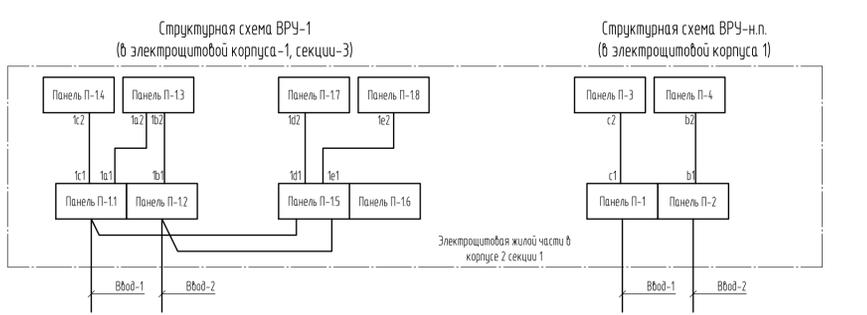 Структурная схема ВРУ-1
(в электрощитовой корпуса-1, секции-3)
Структурная схема ВРУ-н.п.
(в электрощитовой корпуса 1)
Панель П-1.4
Панель П-1.3
Панель П-1.7
Панель П-1.8
Панель П-3
Панель П-4
1c2
1a2
1b2
1d2
1e2
c2
b2
1c1
1a1
1b1
1d1
1e1
c1
b1
Панель П-1.1
Панель П-1.2
Панель П-1.5
Панель П-1.6
Панель П-1
Панель П-2
Электрощитовая жилой части в
корпусе 2 секции 1
Ввод-1
Ввод-2
Ввод-1
Ввод-2